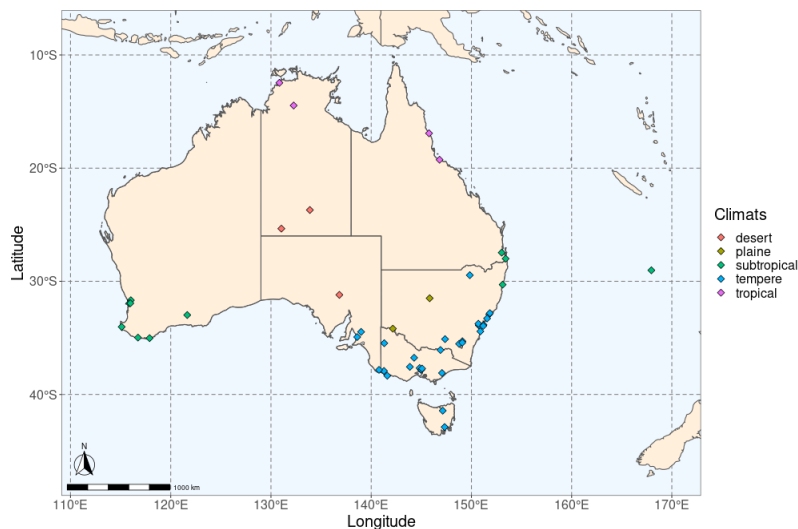 10°S
20°S
30°S
40°S
Latitude
N
1000 km
110°E 120°E 130°E 140°E 150°E 160°E 170°E
Longitude
Climats
desert
plaine
subtropical
tempere
tropical